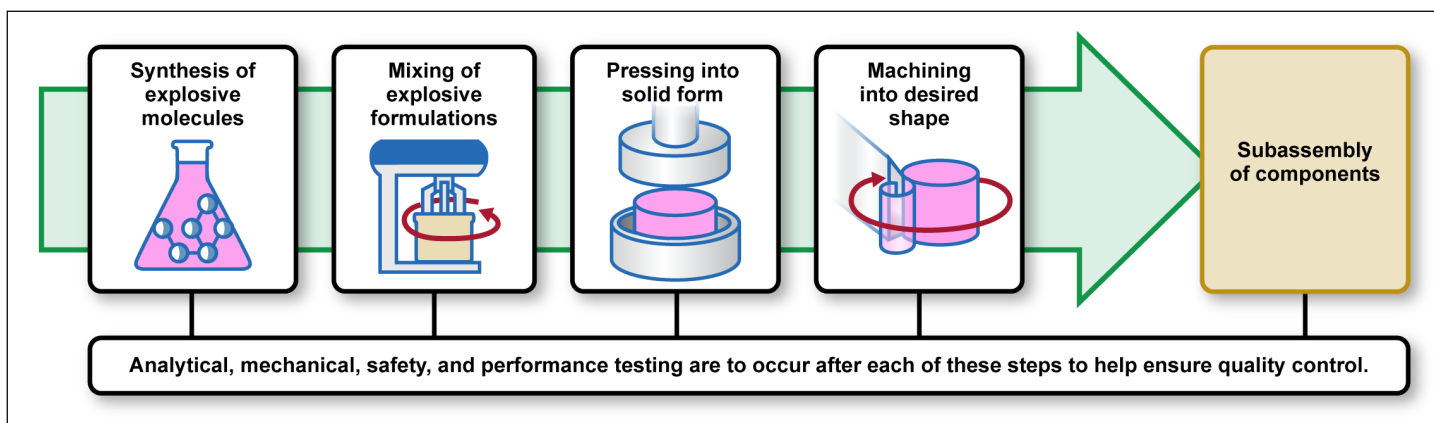 Synthesis of
explosive
molecules
Mixing of
explosive
formulations
Pressing into
solid form
Machining
into desired
shape
Subassembly
of components
Analytical, mechanical, safety, and performance testing are to occur after each of these steps to help ensure quality control.